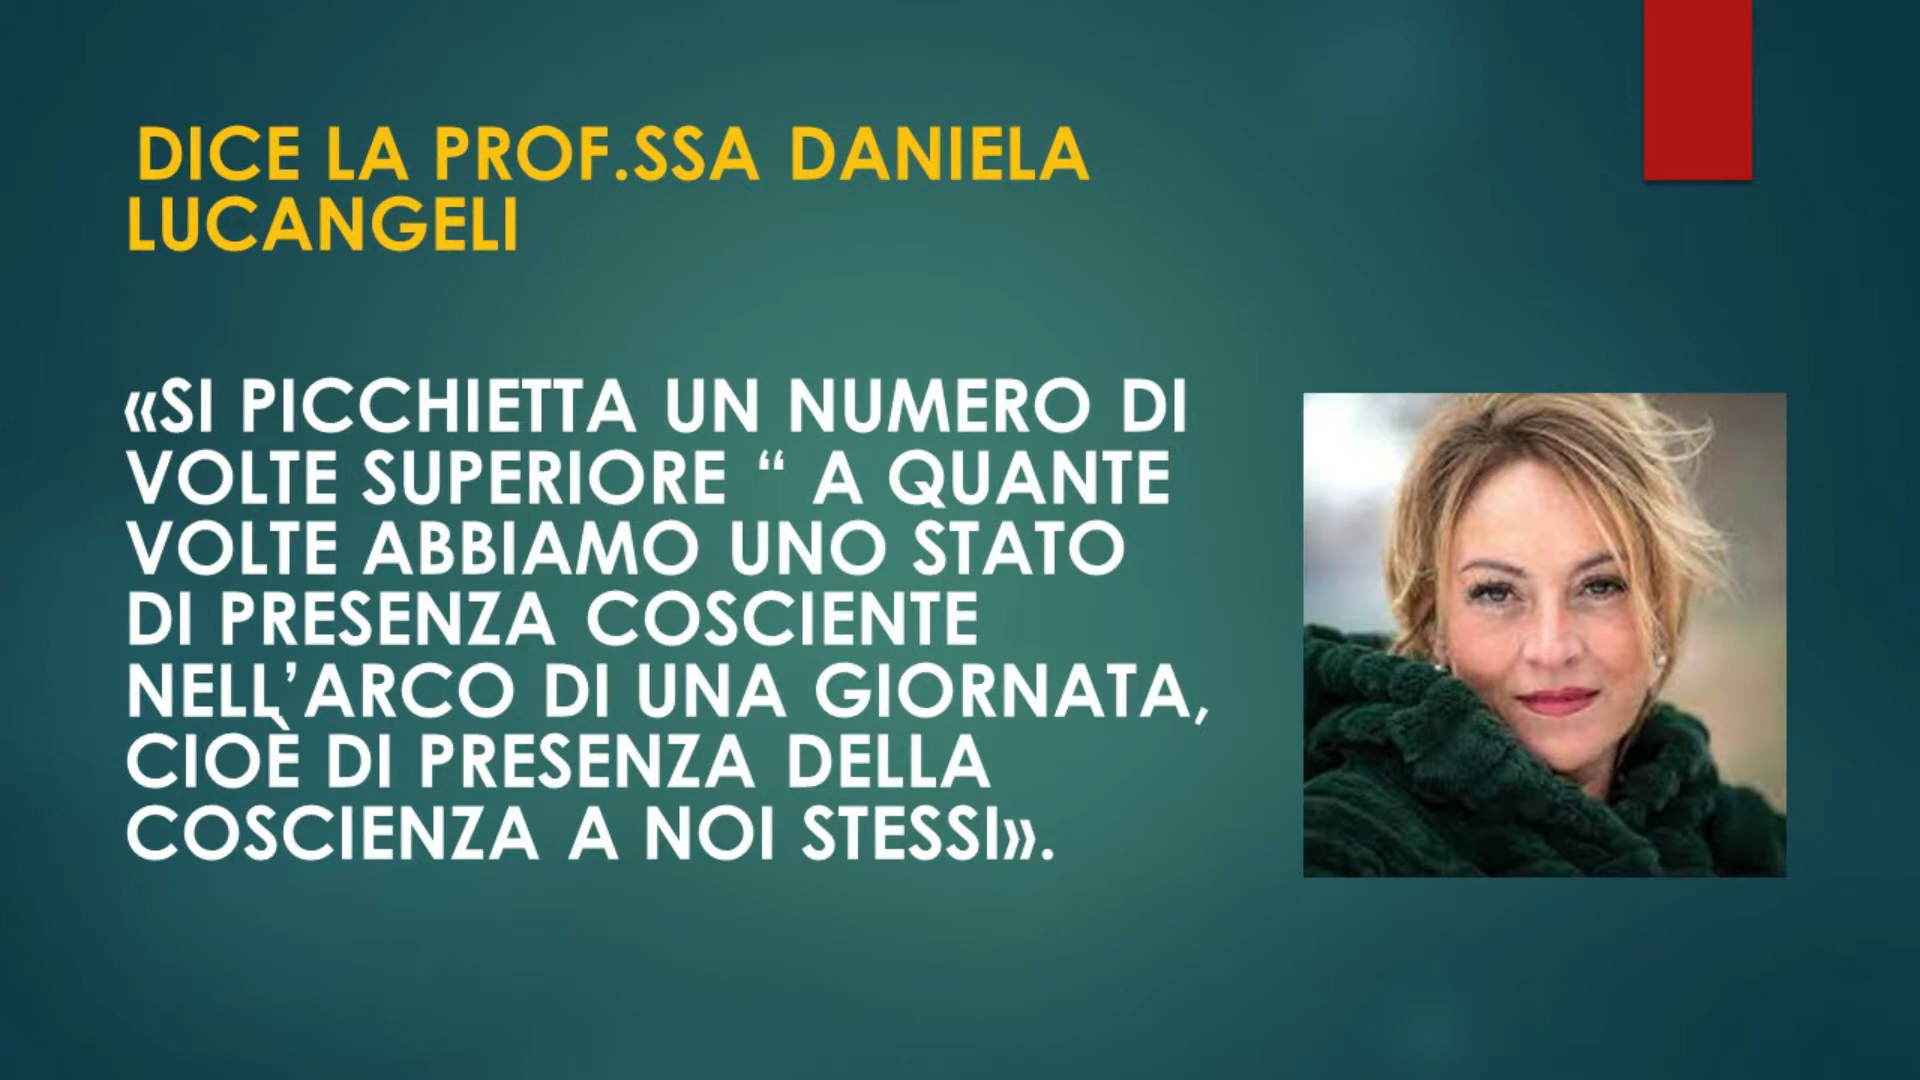 DICE LA PROF.SSA DANIELA
LUCANGELI
«SI PICCHIETTA UN NUMERO DI
VOLTE SUPERIORE “ A QUANTE
VOLTE ABBIAMO UNO STATO
DI PRESENZA COSCIENTE
NELL’ARCO DI UNA GIORNATA,
CIOÈ DI PRESENZA DELLA
COSCIENZA A NOI STESSI».